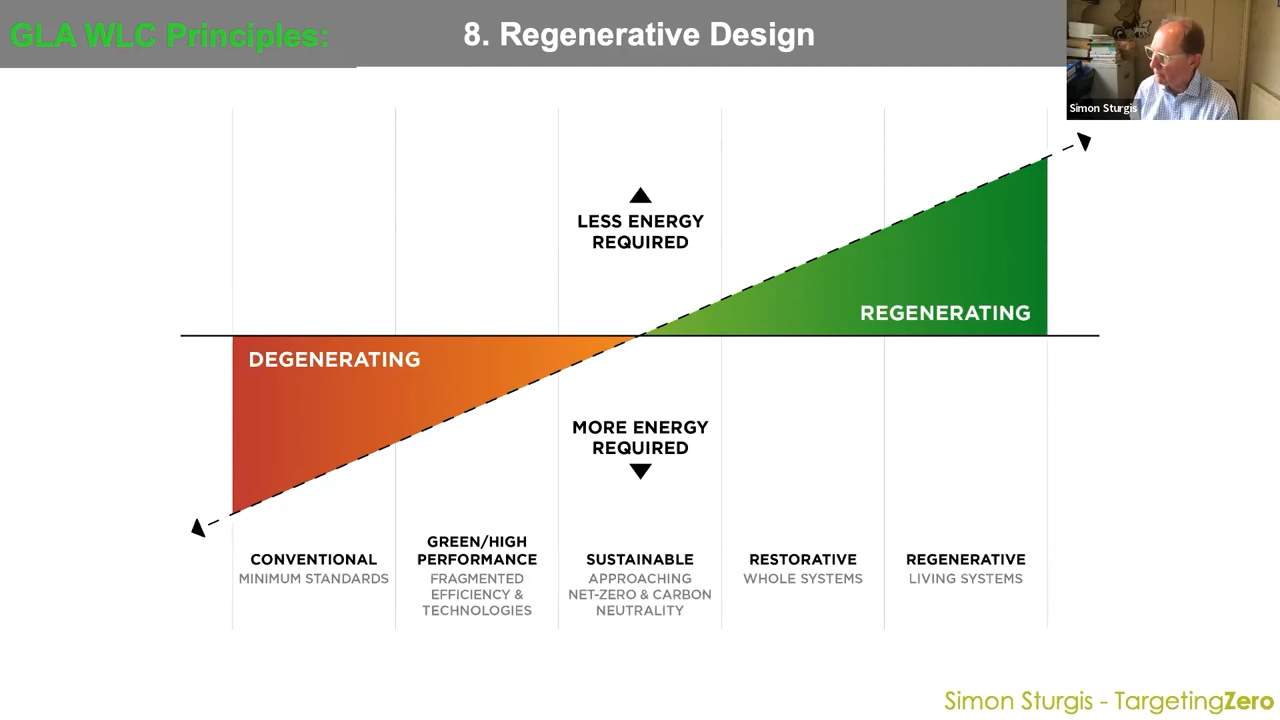 GLA WLC Principles:
8. Regenerative Design
Simon Sturgis
LESS ENERGY
REQUIRED
REGENERATING
DEGENERATING
MORE ENERGY
REQUIRED
CONVENTIONAL
MINIMUM STANDARDS
GREEN/HIGH
PERFORMANCE
FRAGMENTED
EFFICIENCY &
TECHNOLOGIES
SUSTAINABLE
APPROACHING
NET-ZERO & CARBON
NEUTRALITY
RESTORATIVE
WHOLE SYSTEMS
REGENERATIVE
LIVING SYSTEMS
Simon Sturgis - TargetingZero